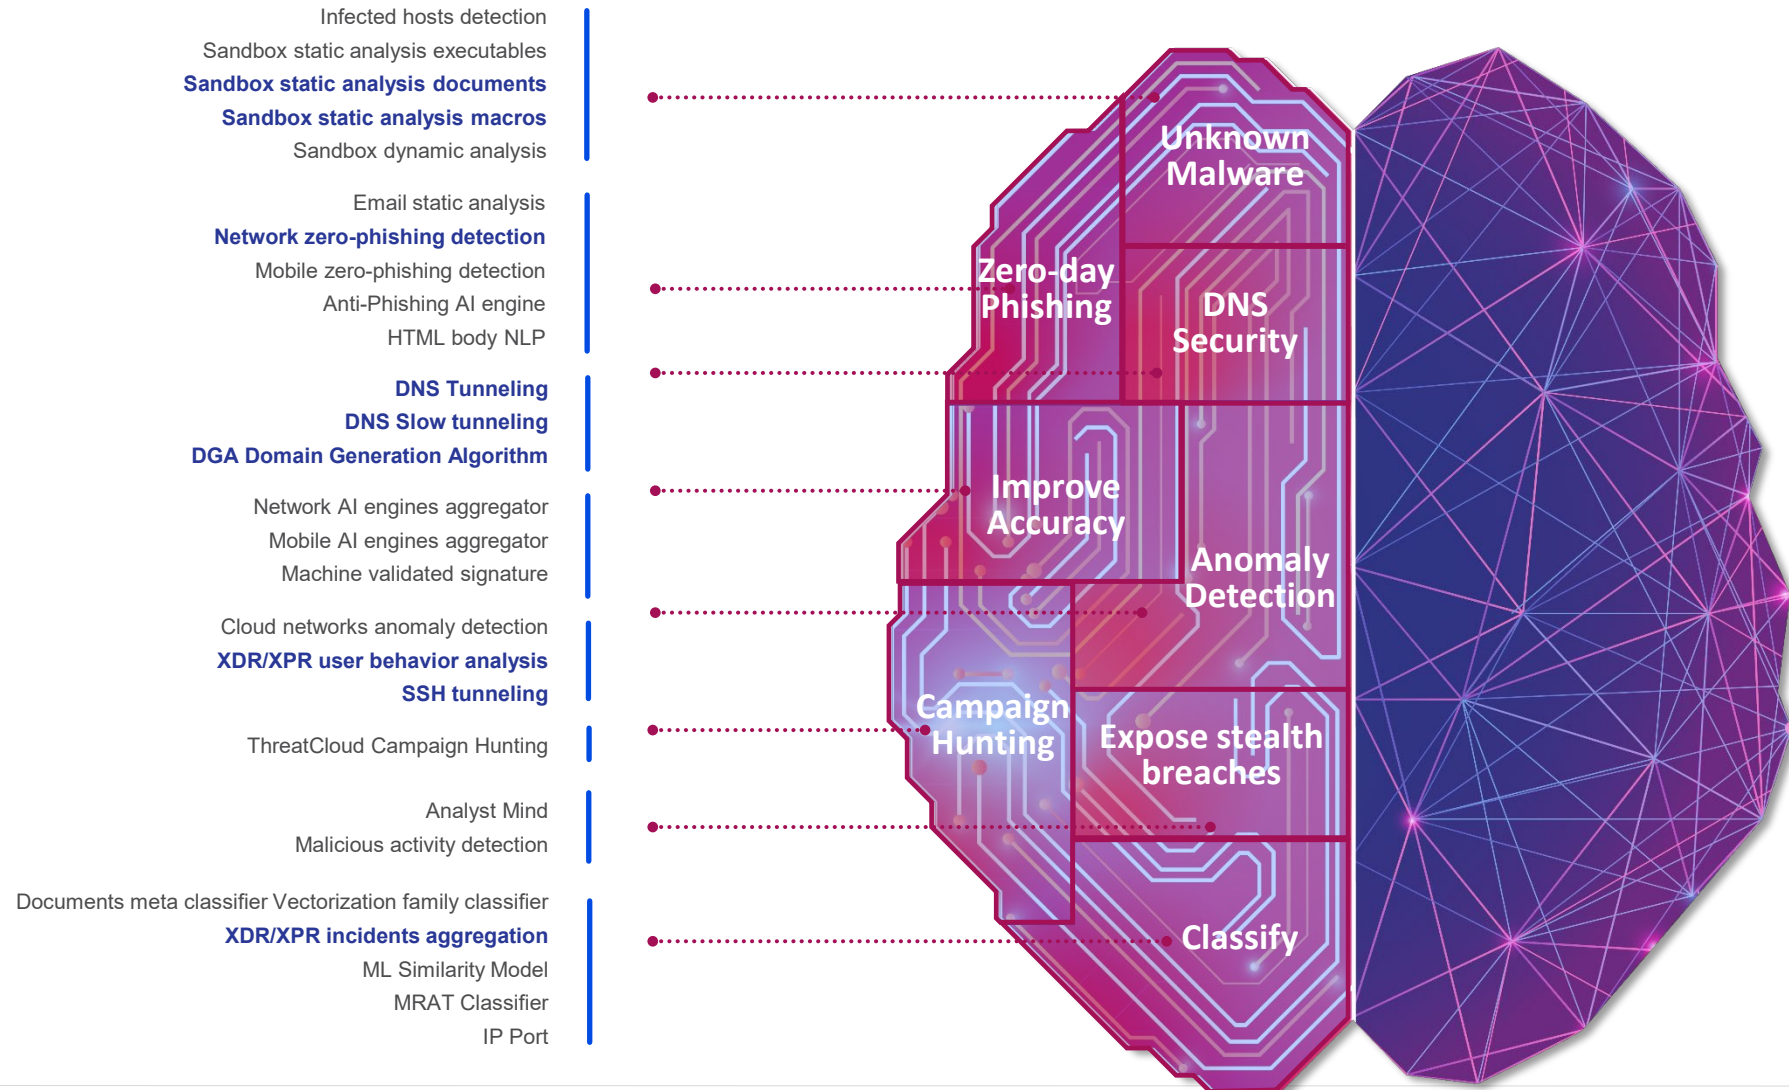 Infected hosts detection
Sandbox static analysis executables
Sandbox static analysis documents
Sandbox static analysis macros
Sandbox dynamic analysis
Email static analysis
Network zero-phishing detection
Mobile zero-phishing detection
Anti-Phishing AI engine
HTML body NLP
DNS Tunneling
DNS Slow tunneling
DGA Domain Generation Algorithm
Network AI engines aggregator
Mobile AI engines aggregator
Machine validated signature
Cloud networks anomaly detection
XDR/XPR user behavior analysis
SSH tunneling
ThreatCloud Campaign Hunting
Analyst Mind
Malicious activity detection
Documents meta classifier Vectorization family classifier
XDR/XPR incidents aggregation
ML Similarity Model
MRAT Classifier
IP Port
Unknown
Malware
Zero-day
Phishing
DNS
Security
Improve
Accuracy
Anomaly
Detection
Campaign
Hunting
Expose stealth
breaches
Classify